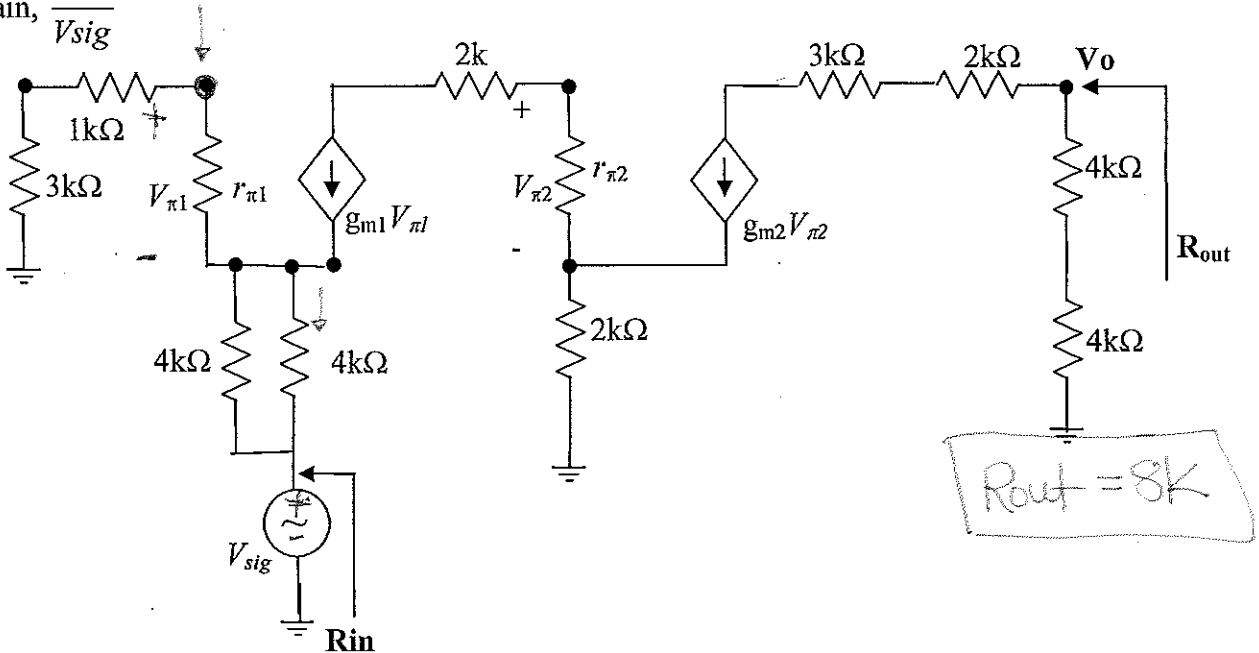 ain, Vsig
2k
3kΩ
2kΩ
Vo
+
1kΩ
+
3kΩ
Vπ1
rπ1
gm1Vπ1
Vπ2
rπ2
gm2Vπ2
4kΩ
Rout
-
-
4kΩ
4kΩ
2kΩ
4kΩ
Rout = 8K
+
~
-
Vsig
Rin